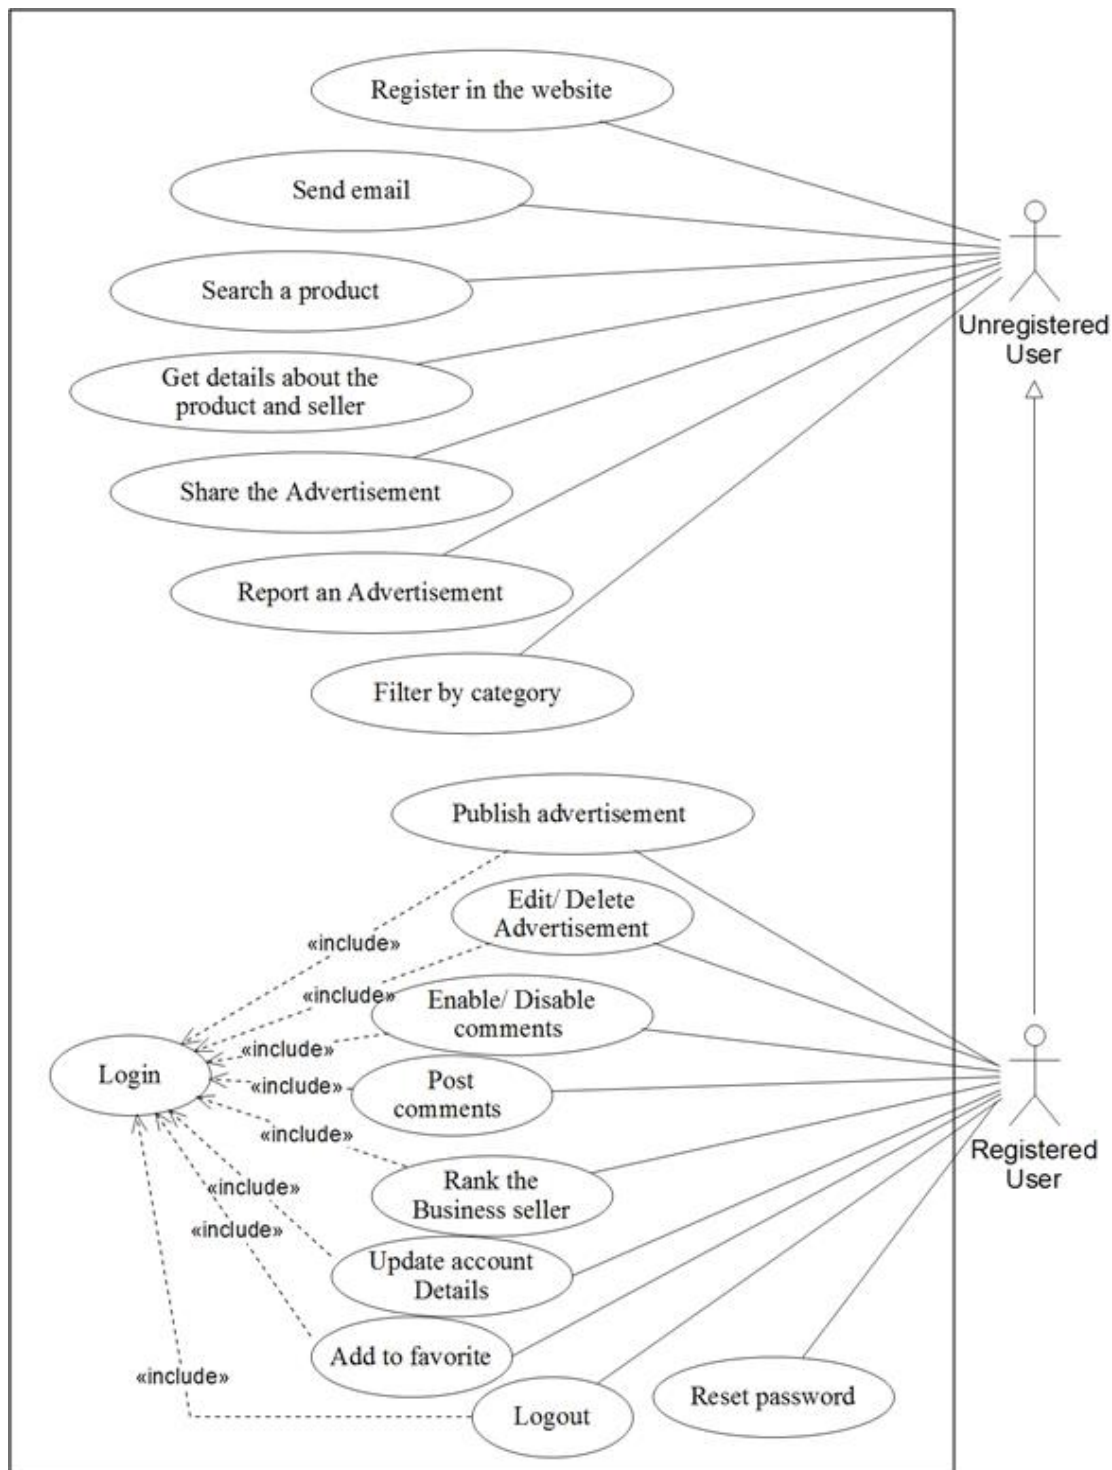 Register in the website
Send email
Search a product
Get details about the
product and seller
Share the Advertisement
Report an Advertisement
Filter by category
Unregistered
User
Publish advertisement
Edit/ Delete
Advertisement
«include»
«include»
Enable/ Disable
comments
«include»
Login
«include»
Post
comments
«include»
Rank the
Business seller
Registered
User
«include»
«include»
Update account
Details
Add to favorite
«include»
Reset password
Logout